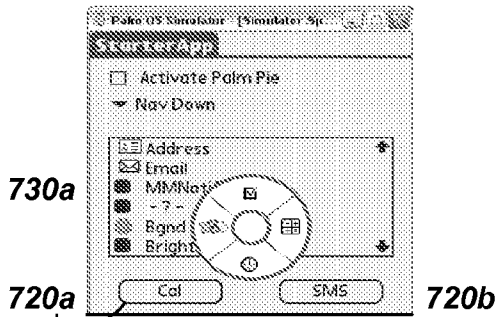 Palm OS Simulator - [Simulator Sp...
StarterApp
Activate Palm Pie
Nav Down
Address
Email
730a
MMNot
- ? -
Bgnd
Bright
720a
Cal
SMS
720b